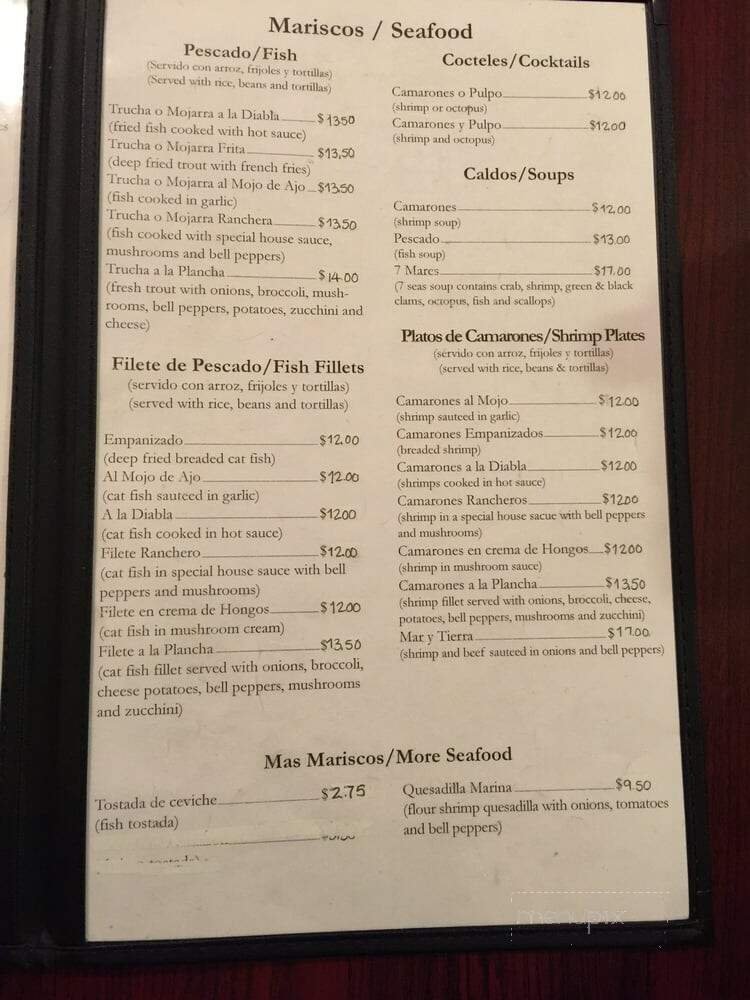 Mariscos / Seafood
Pescado/Fish
(Servido con arroz, frijoles y tortillas)
(Served with rice, beans and tortillas)
Trucha o Mojarra a la Diabla $13.50
(fried fish cooked with hot sauce)
Trucha o Mojarra Frita $13,50
(deep fried trout with french fries)
Trucha o Mojarra al Mojo de Ajo $13.50
(fish cooked in garlic)
Trucha o Mojarra Ranchera $13.50
(fish cooked with special house sauce,
mushrooms and bell peppers)
Trucha a la Plancha $14.00
(fresh trout with onions, broccoli, mush-
rooms, bell peppers, potatoes, zucchini and
cheese)
Filete de Pescado/Fish Fillets
(servido con arroz, frijoles y tortillas)
(served with rice, beans and tortillas)
Empanizado $12.00
(deep fried breaded cat fish)
Al Mojo de Ajo $12.00
(cat fish sauteed in garlic)
A la Diabla $12.00
(cat fish cooked in hot sauce)
Filete Ranchero $12.00
(cat fish in special house sauce with bell
peppers and mushrooms)
Filete en crema de Hongos $12.00
(cat fish in mushroom cream)
Filete a la Plancha $13.50
(cat fish fillet served with onions, broccoli,
cheese potatoes, bell peppers, mushrooms
and zucchini)
Cocteles/Cocktails
Camarones o Pulpo $12.00
(shrimp or octopus)
Camarones y Pulpo $12.00
(shrimp and octopus)
Caldos/Soups
Camarones $12.00
(shrimp soup)
Pescado $13.00
(fish soup)
7 Mares $17.00
(7 seas soup contains crab, shrimp, green & black
clams, octopus, fish and scallops)
Platos de Camarones/Shrimp Plates
(servido con arroz, frijoles y tortillas)
(served with rice, beans & tortillas)
Camarones al Mojo $12.00
(shrimp sauteed in garlic)
Camarones Empanizados $12.00
(breaded shrimp)
Camarones a la Diabla $12.00
(shrimps cooked in hot sauce)
Camarones Rancheros $12.00
(shrimp in a special house sacue with bell peppers
and mushrooms)
Camarones en crema de Hongos $12.00
(shrimp in mushroom sauce)
Camarones a la Plancha $13.50
(shrimp fillet served with onions, broccoli, cheese,
potatoes, bell peppers, mushrooms and zucchini)
Mar y Tierra $17.00
(shrimp and beef sauteed in onions and bell peppers)
Mas Mariscos/More Seafood
Tostada de ceviche $2.75
(fish tostada)
Quesadilla Marina $9.50
(flour shrimp quesadilla with onions, tomatoes
and bell peppers)
menupix